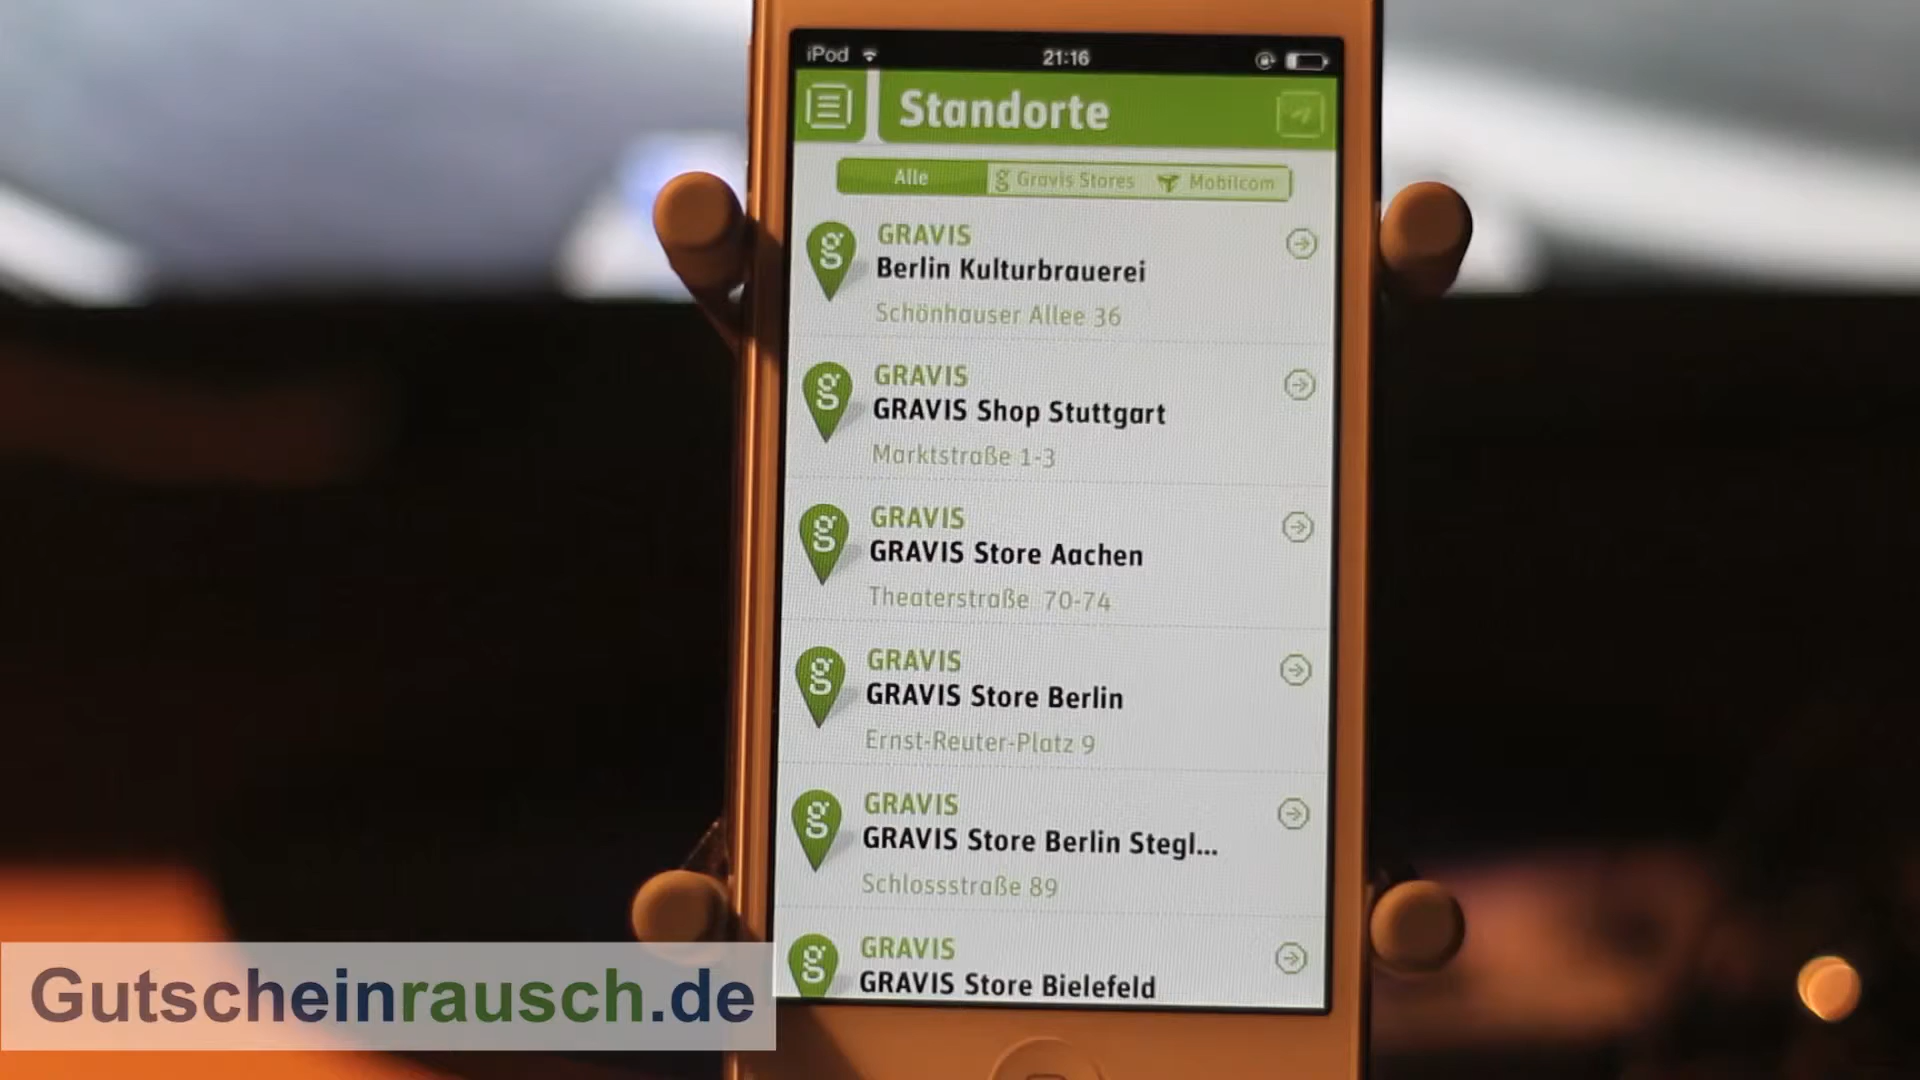 iPod 21:16
Standorte
Alle g Gravis Stores Mobilcom
g GRAVIS
Berlin Kulturbrauerei
Schönhauser Allee 36
g GRAVIS
GRAVIS Shop Stuttgart
Marktstraße 1-3
g GRAVIS
GRAVIS Store Aachen
Theaterstraße 70-74
g GRAVIS
GRAVIS Store Berlin
Ernst-Reuter-Platz 9
g GRAVIS
GRAVIS Store Berlin Stegl...
Schlossstraße 89
g GRAVIS
GRAVIS Store Bielefeld
Gutscheinrausch.de